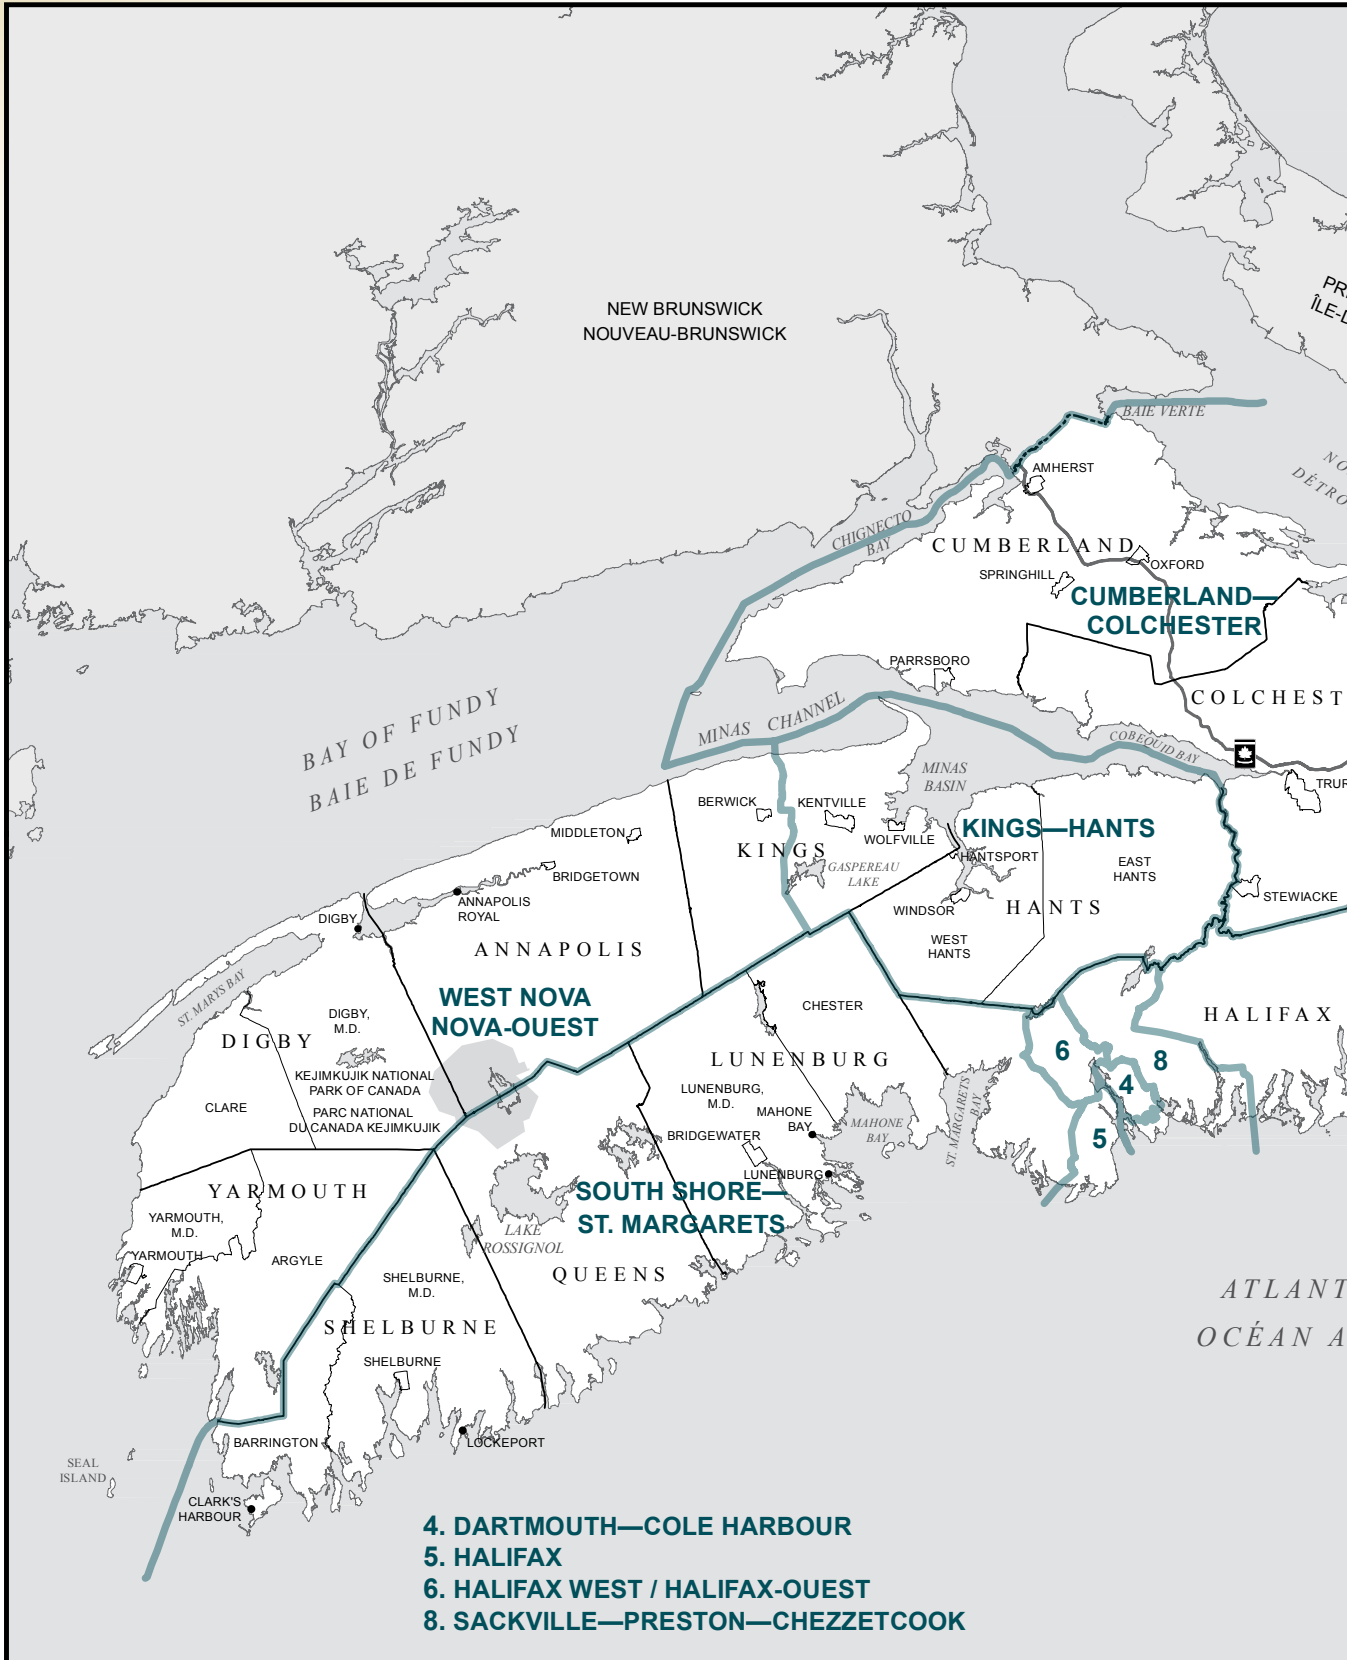 NEW BRUNSWICK
NOUVEAU-BRUNSWICK
PR
ÎLE-
BAIE VERTE
NO
DÉTRO
AMHERST
CHIGNECTO
BAY
CUMBERLAND
OXFORD
SPRINGHILL
CUMBERLAND—
COLCHESTER
PARRSBORO
COLCHEST
BAY OF FUNDY
BAIE DE FUNDY
MINAS CHANNEL
COBEQUID BAY
MINAS
BASIN
TRUR
BERWICK
KENTVILLE
MIDDLETON
WOLFVILLE
KINGS—HANTS
KINGS
HANTSPORT
GASPEREAU
LAKE
EAST
HANTS
BRIDGETOWN
ANNAPOLIS
ROYAL
STEWIACKE
DIGBY
WINDSOR
HANTS
WEST
HANTS
ANNAPOLIS
ST. MARYS BAY
WEST NOVA
NOVA-OUEST
CHESTER
HALIFAX
DIGBY,
M.D.
DIGBY
LUNENBURG
6
8
4
5
KEJIMKUJIK NATIONAL
PARK OF CANADA
PARC NATIONAL
DU CANADA KEJIMKUJIK
CLARE
LUNENBURG,
M.D.
MAHONE
BAY
MAHONE
BAY
ST. MARGARETS
BAY
BRIDGEWATER
LUNENBURG
YARMOUTH
SOUTH SHORE—
ST. MARGARETS
YARMOUTH,
M.D.
YARMOUTH
ARGYLE
LAKE
ROSSIGNOL
QUEENS
SHELBURNE,
M.D.
SHELBURNE
SHELBURNE
ATLANT
OCÉAN A
BARRINGTON
LOCKEPORT
SEAL
ISLAND
CLARK'S
HARBOUR
4. DARTMOUTH—COLE HARBOUR
5. HALIFAX
6. HALIFAX WEST / HALIFAX-OUEST
8. SACKVILLE—PRESTON—CHEZZETCOOK